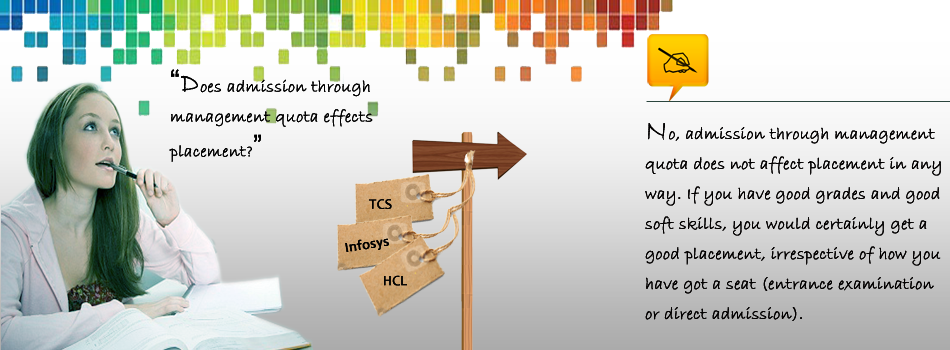 “Does admission through
management quota effects
placement?”
TCS
Infosys
HCL
No, admission through management
quota does not affect placement in any
way. If you have good grades and good
soft skills, you would certainly get a
good placement, irrespective of how you
have got a seat (entrance examination
or direct admission).